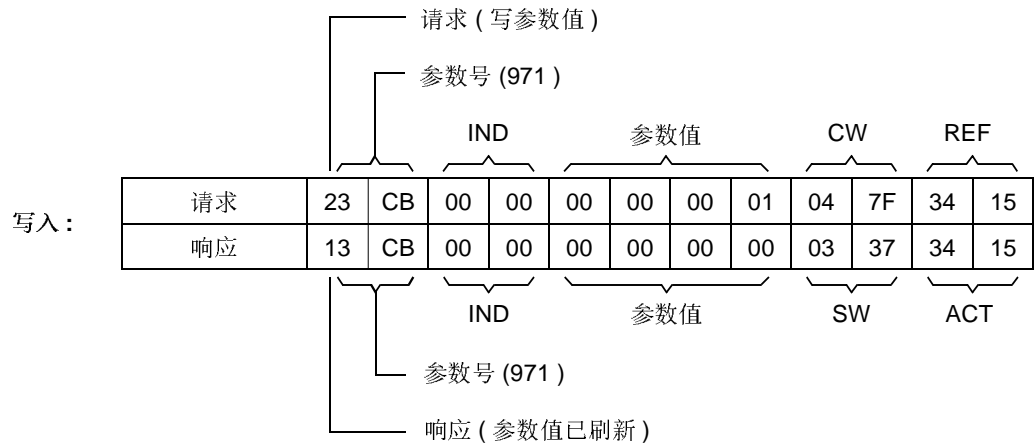 请求 ( 写参数值 )
参数号 (971 )
IND 参数值 CW REF
写入 :
请求 23 CB 00 00 00 00 00 01 04 7F 34 15
响应 13 CB 00 00 00 00 00 00 03 37 34 15
IND 参数值 SW ACT
参数号 (971 )
响应 ( 参数值已刷新 )